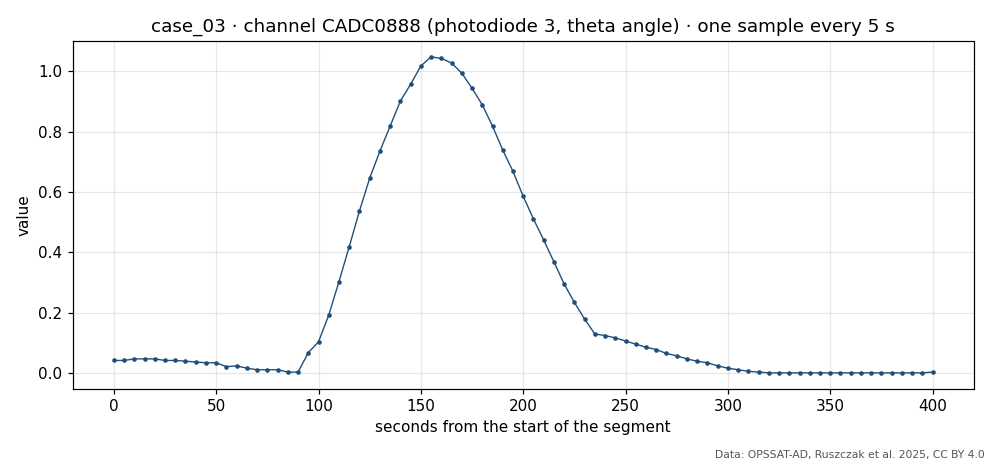 case_03 · channel CADC0888 (photodiode 3, theta angle) · one sample every 5 s
1.0
0.8
0.6
0.4
0.2
0.0
value
0 50 100 150 200 250 300 350 400
seconds from the start of the segment
Data: OPSSAT-AD, Ruszczak et al. 2025, CC BY 4.0